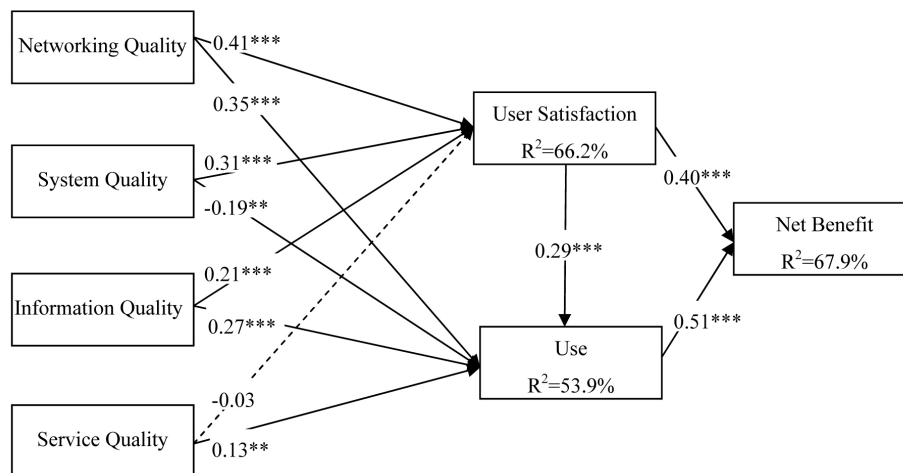 Networking Quality
0.41***
0.35***
User Satisfaction
R²=66.2%
System Quality
0.31***
-0.19**
0.40***
Net Benefit
R²=67.9%
0.29***
Information Quality
0.21***
0.27***
0.51***
Use
R²=53.9%
-0.03
Service Quality
0.13**